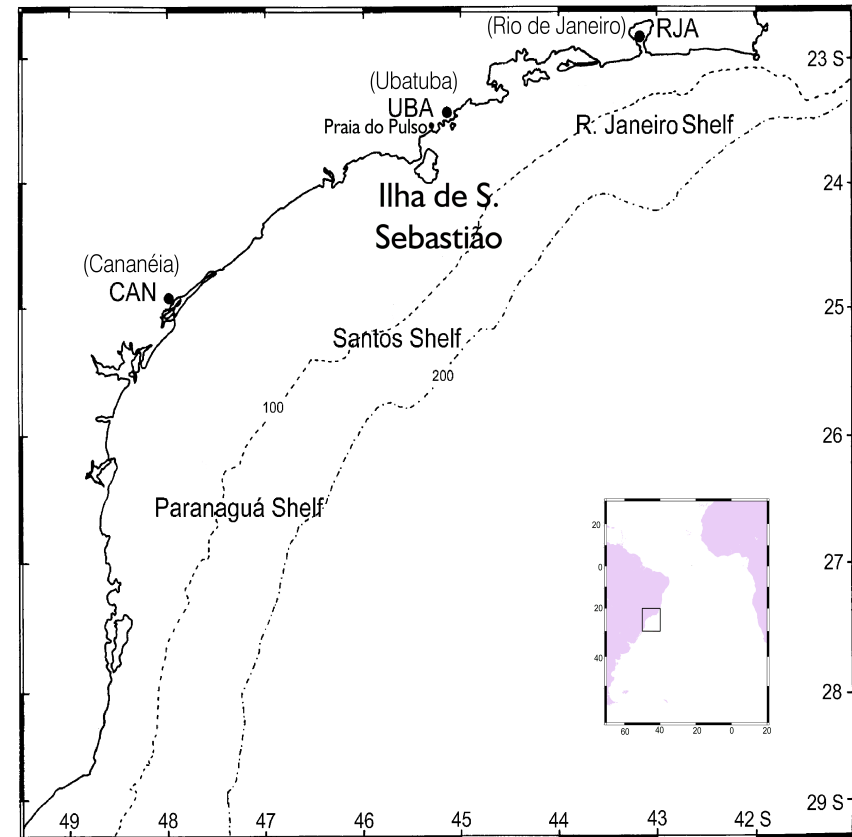 (Rio de Janeiro)
RJA
23 S
(Ubatuba)
UBA
Praia do Pulso
R. Janeiro Shelf
24
Ilha de S.
Sebastião
(Cananéia)
CAN
25
Santos Shelf
200
100
26
Paranaguá Shelf
20
0
20
40
60
40
20
0
20
27
28
29 S
49
48
47
46
45
44
43
42 S